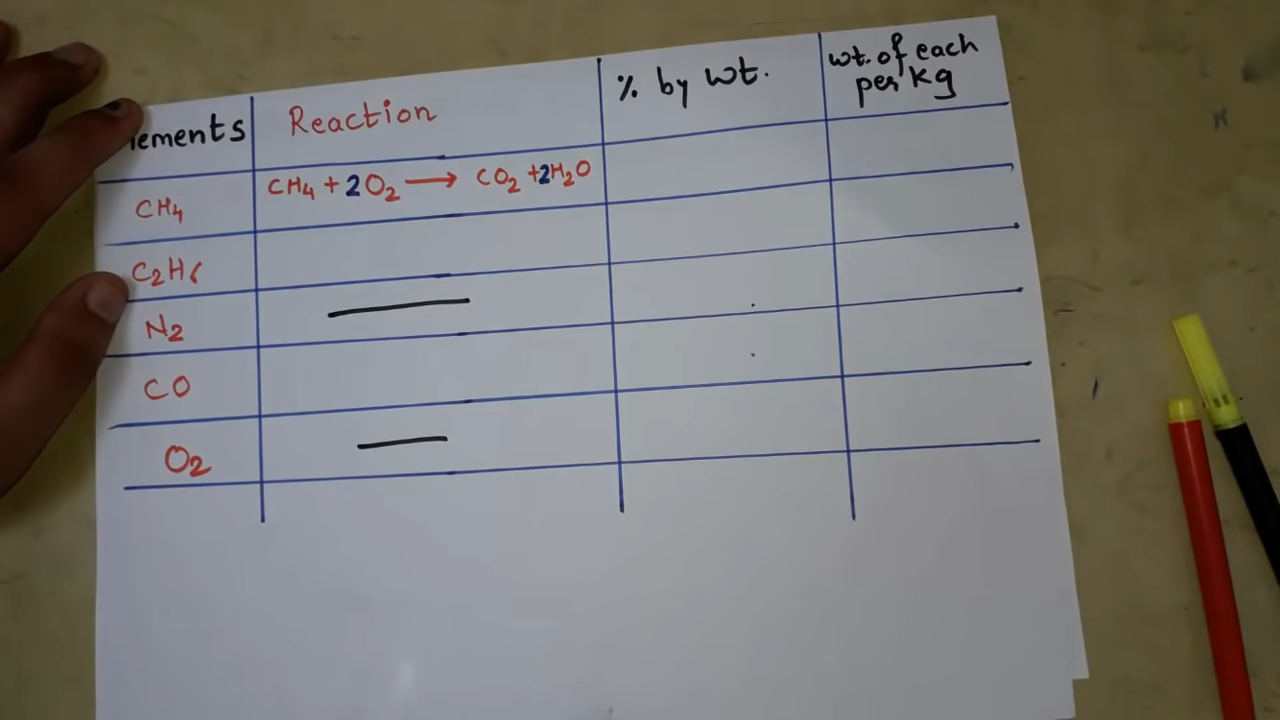 lements Reaction % by wt. wt. of each per kg
CH4 CH4 + 2O2 → CO2 + 2H2O
C2H6
N2
CO
O2